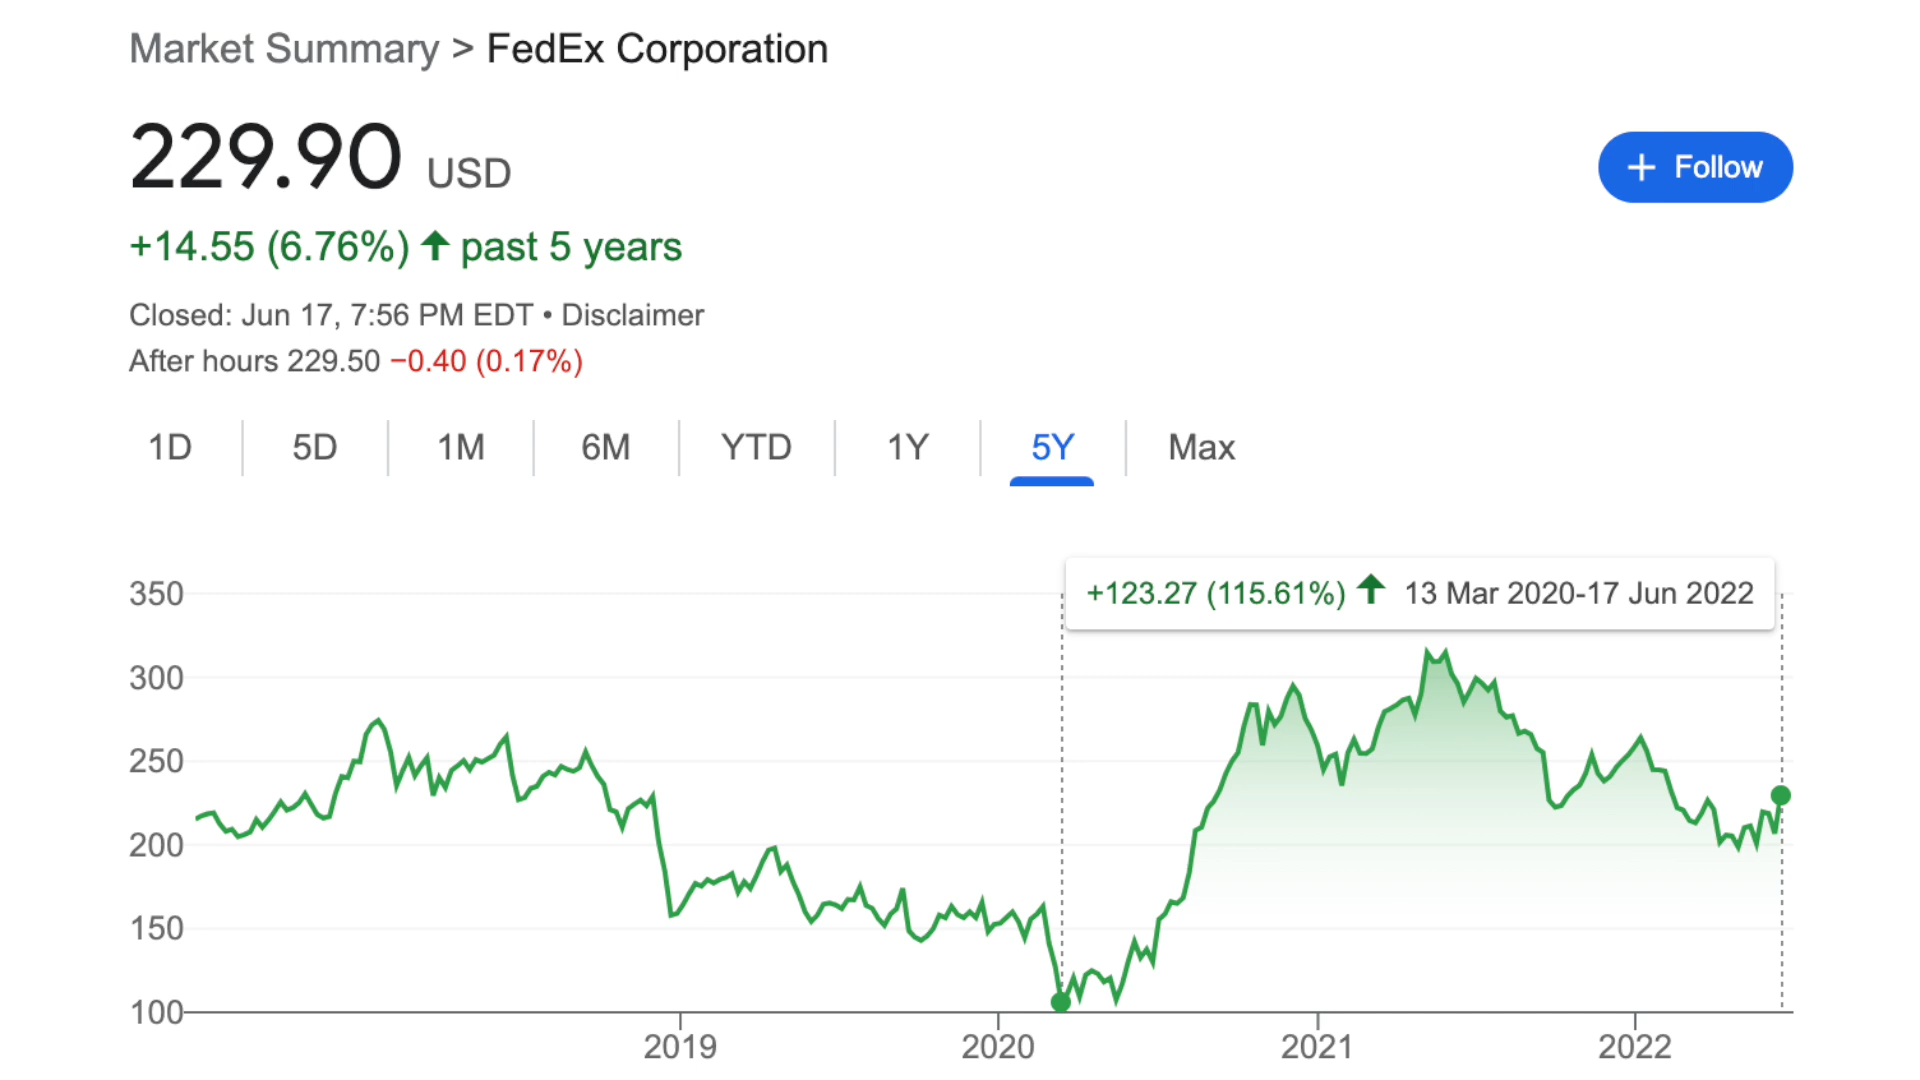 Market Summary > FedEx Corporation
229.90 USD
+ Follow
+14.55 (6.76%) ↑ past 5 years
Closed: Jun 17, 7:56 PM EDT • Disclaimer
After hours 229.50 −0.40 (0.17%)
1D 5D 1M 6M YTD 1Y 5Y Max
+123.27 (115.61%) ↑ 13 Mar 2020-17 Jun 2022
350
300
250
200
150
100
2019 2020 2021 2022